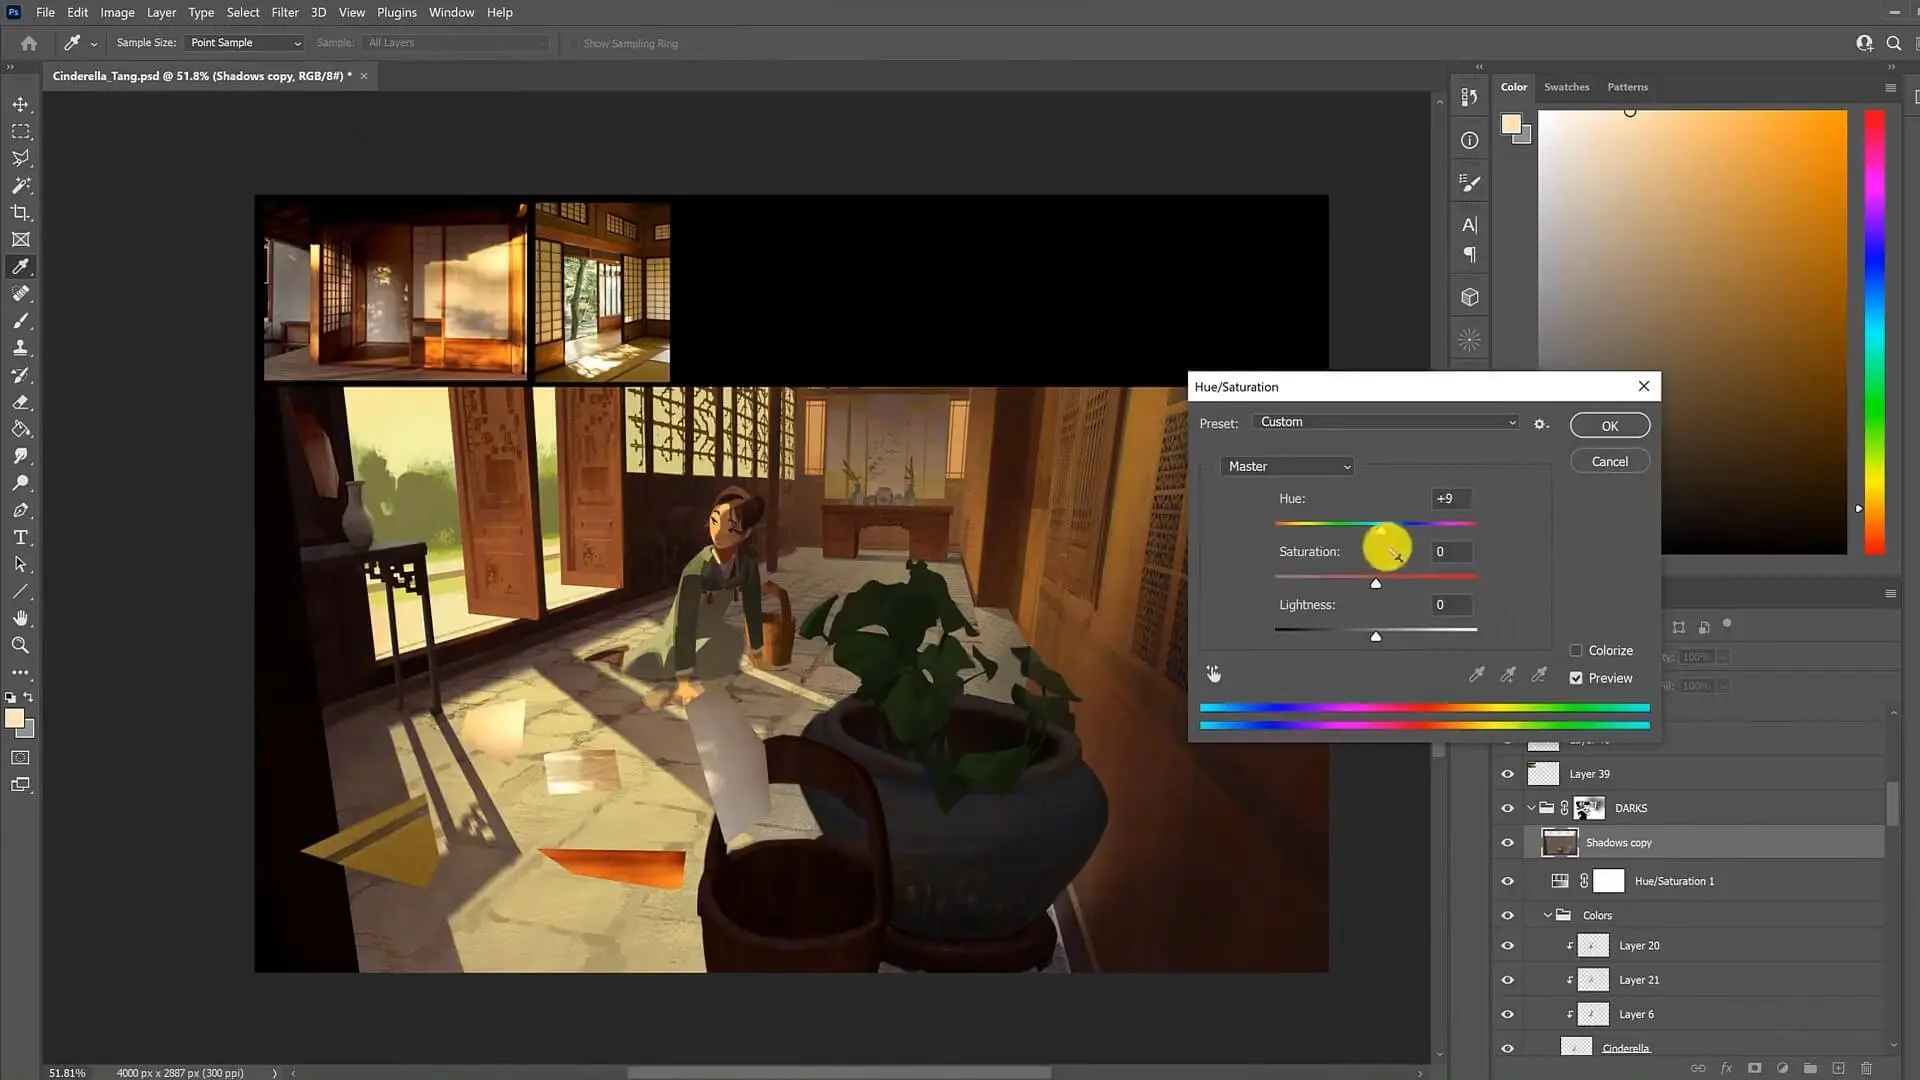 Ps File Edit Image Layer Type Select Filter 3D View Plugins Window Help
Sample Size: Point Sample Sample: All Layers Show Sampling Ring
Cinderella_Tang.psd @ 51.8% (Shadows copy, RGB/8#) * ×
Color Swatches Patterns
Hue/Saturation
Preset: Custom
OK
Cancel
Master
Hue: +9
Saturation: 0
Lightness: 0
Colorize
Preview
100%
100%
Layer 39
DARKS
Shadows copy
Hue/Saturation 1
Colors
Layer 20
Layer 21
Layer 6
Cinderella
51.81% 4000 px x 2887 px (300 ppi)